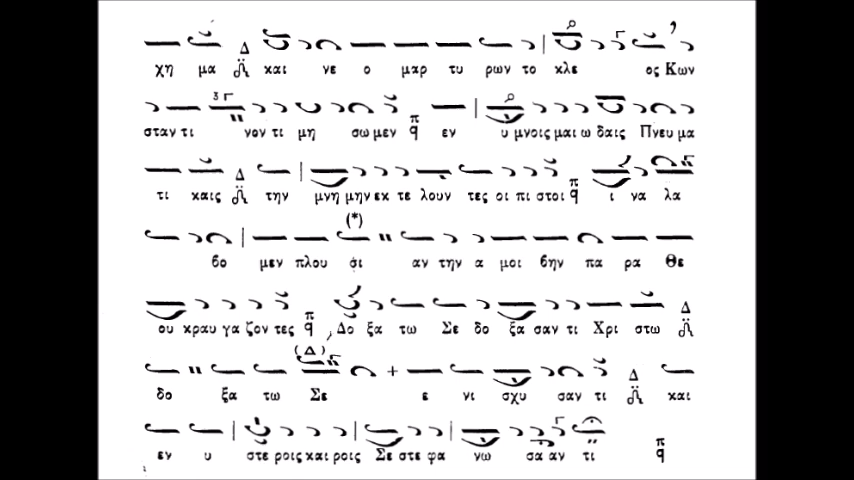 χη μα Δ και νε ο μαρ τυ ρων το κλε ος Κων
σταν τι νον τι μη σω μεν π q εν υ μνοις μαι ω δαις Πνευ μα
τι καις Δ την μνη μην εκ τε λουν τες οι πι στοι π q ι να λα
βο μεν πλου σι αν την α μοι βην πα ρα Θε
ου κραυ γα ζον τες π q Δο ξα τω Σε δο ξα σαν τι Χρι στω Δ
δο ξα τω Σε ε νι σχυ σαν τι Δ και
εν υ στε ροις και ροις Σε στε φα νω σα αν τι π q